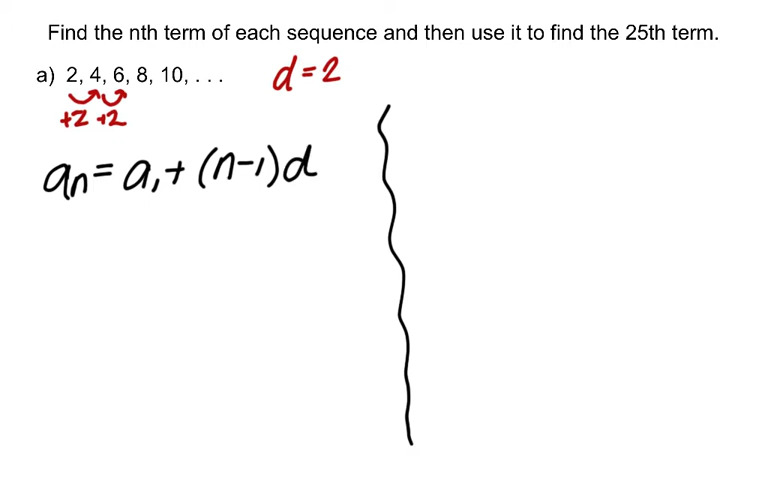 Find the nth term of each sequence and then use it to find the 25th term.
a) 2, 4, 6, 8, 10, . . . d=2
+2 +2
an = a1 + (n-1)d